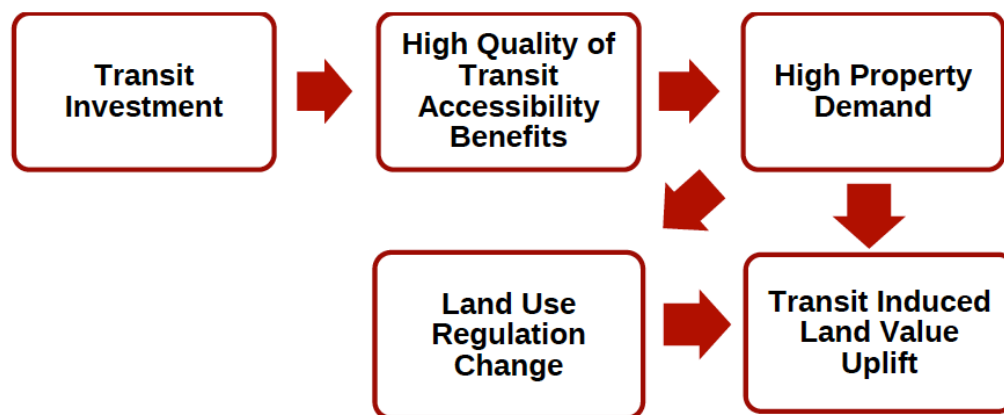 Transit
Investment
High Quality of
Transit
Accessibility
Benefits
High Property
Demand
Land Use
Regulation
Change
Transit Induced
Land Value
Uplift